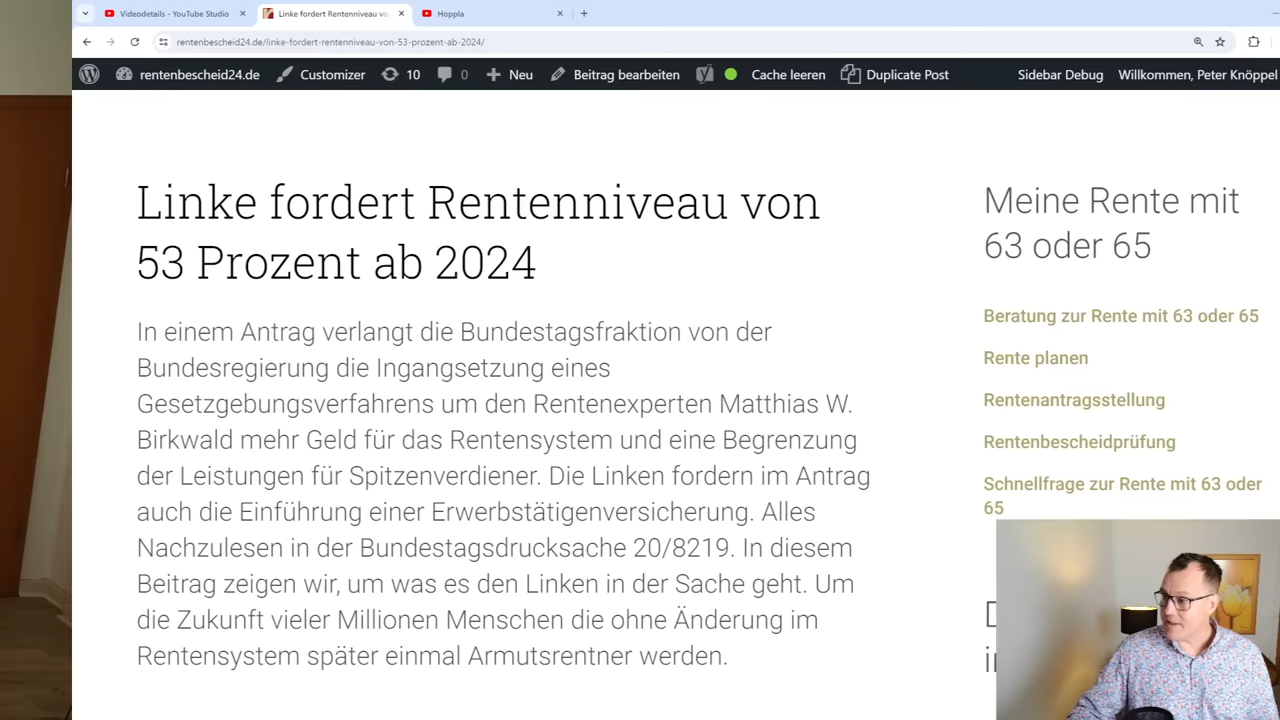 Videodetails - YouTube Studio
Linke fordert Rentenniveau vo
Hoppla
rentenbescheid24.de/linke-fordert-rentenniveau-von-53-prozent-ab-2024/
rentenbescheid24.de Customizer 10 0 Neu Beitrag bearbeiten Cache leeren Duplicate Post Sidebar Debug Willkommen, Peter Knöppel
Linke fordert Rentenniveau von
53 Prozent ab 2024
In einem Antrag verlangt die Bundestagsfraktion von der
Bundesregierung die Ingangsetzung eines
Gesetzgebungsverfahrens um den Rentenexperten Matthias W.
Birkwald mehr Geld für das Rentensystem und eine Begrenzung
der Leistungen für Spitzenverdiener. Die Linken fordern im Antrag
auch die Einführung einer Erwerbstätigenversicherung. Alles
Nachzulesen in der Bundestagsdrucksache 20/8219. In diesem
Beitrag zeigen wir, um was es den Linken in der Sache geht. Um
die Zukunft vieler Millionen Menschen die ohne Änderung im
Rentensystem später einmal Armutsrentner werden.
Meine Rente mit
63 oder 65
Beratung zur Rente mit 63 oder 65
Rente planen
Rentenantragsstellung
Rentenbescheidprüfung
Schnellfrage zur Rente mit 63 oder
65